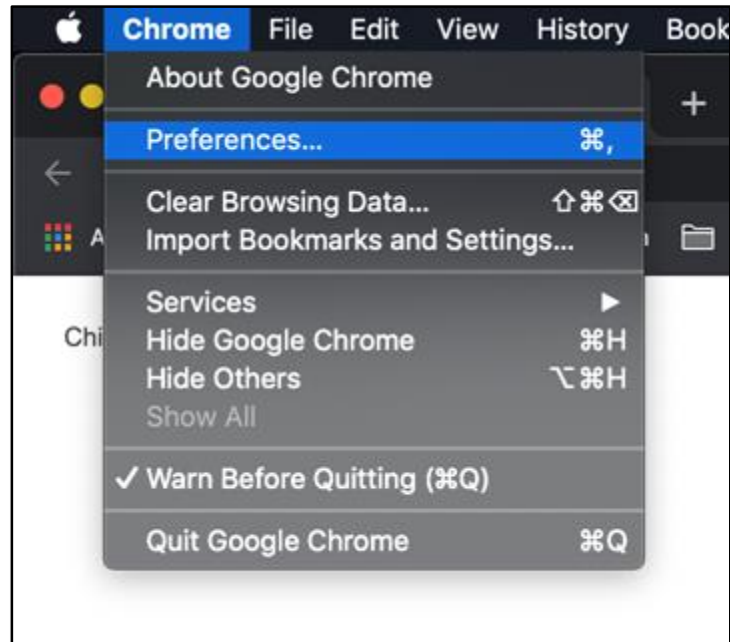 Chrome File Edit View History Book
About Google Chrome
Preferences... ⌘,
Clear Browsing Data... ⇧⌘⌫
Import Bookmarks and Settings...
Services ▶
Chi
Hide Google Chrome ⌘H
Hide Others ⌥⌘H
Show All
✓ Warn Before Quitting (⌘Q)
Quit Google Chrome ⌘Q